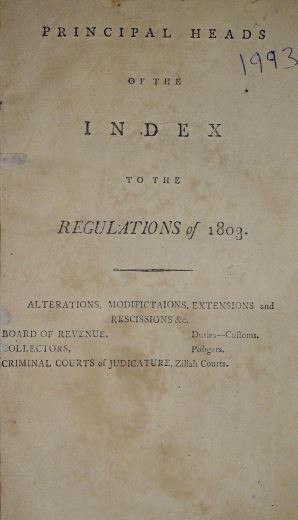 PRINCIPAL HEADS
1993
OF THE
INDEX
TO THE
REGULATIONS of 1803.
ALTERATIONS, MODIFICTAIONS, EXTENSIONS and
RESCISSIONS &c.
BOARD OF REVENUE, Duties—Customs.
COLLECTORS, Poligars.
CRIMINAL COURTS of JUDICATURE, Zillah Courts.